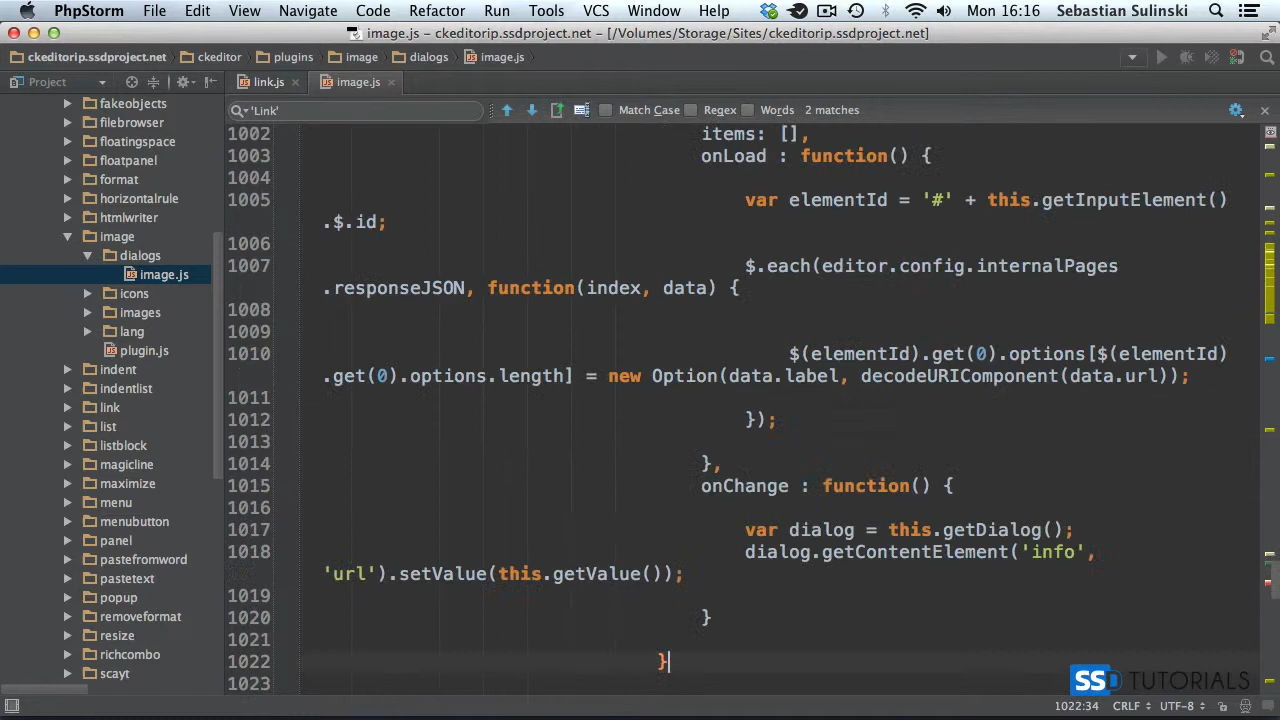 PhpStorm File Edit View Navigate Code Refactor Run Tools VCS Window Help Mon 16:16 Sebastian Sulinski
image.js - ckeditorip.ssdproject.net - [/Volumes/Storage/Sites/ckeditorip.ssdproject.net]
ckeditorip.ssdproject.net ckeditor plugins image dialogs image.js
Project link.js image.js
'Link' Match Case Regex Words 2 matches
fakeobjects
filebrowser
floatingspace
floatpanel
format
horizontalrule
htmlwriter
image
dialogs
image.js
icons
images
lang
plugin.js
indent
indentlist
link
list
listblock
magicline
maximize
menu
menubutton
panel
pastefromword
pastetext
popup
removeformat
resize
richcombo
scayt
1002 items: [],
1003 onLoad : function() {
1004
1005 var elementId = '#' + this.getInputElement()
.$.id;
1006
1007 $.each(editor.config.internalPages
.responseJSON, function(index, data) {
1008
1009
1010 $(elementId).get(0).options[$(elementId)
.get(0).options.length] = new Option(data.label, decodeURIComponent(data.url));
1011
1012 });
1013
1014 },
1015 onChange : function() {
1016
1017 var dialog = this.getDialog();
1018 dialog.getContentElement('info',
'url').setValue(this.getValue());
1019
1020 }
1021
1022 }
1023
SSD TUTORIALS
1022:34 CRLF UTF-8